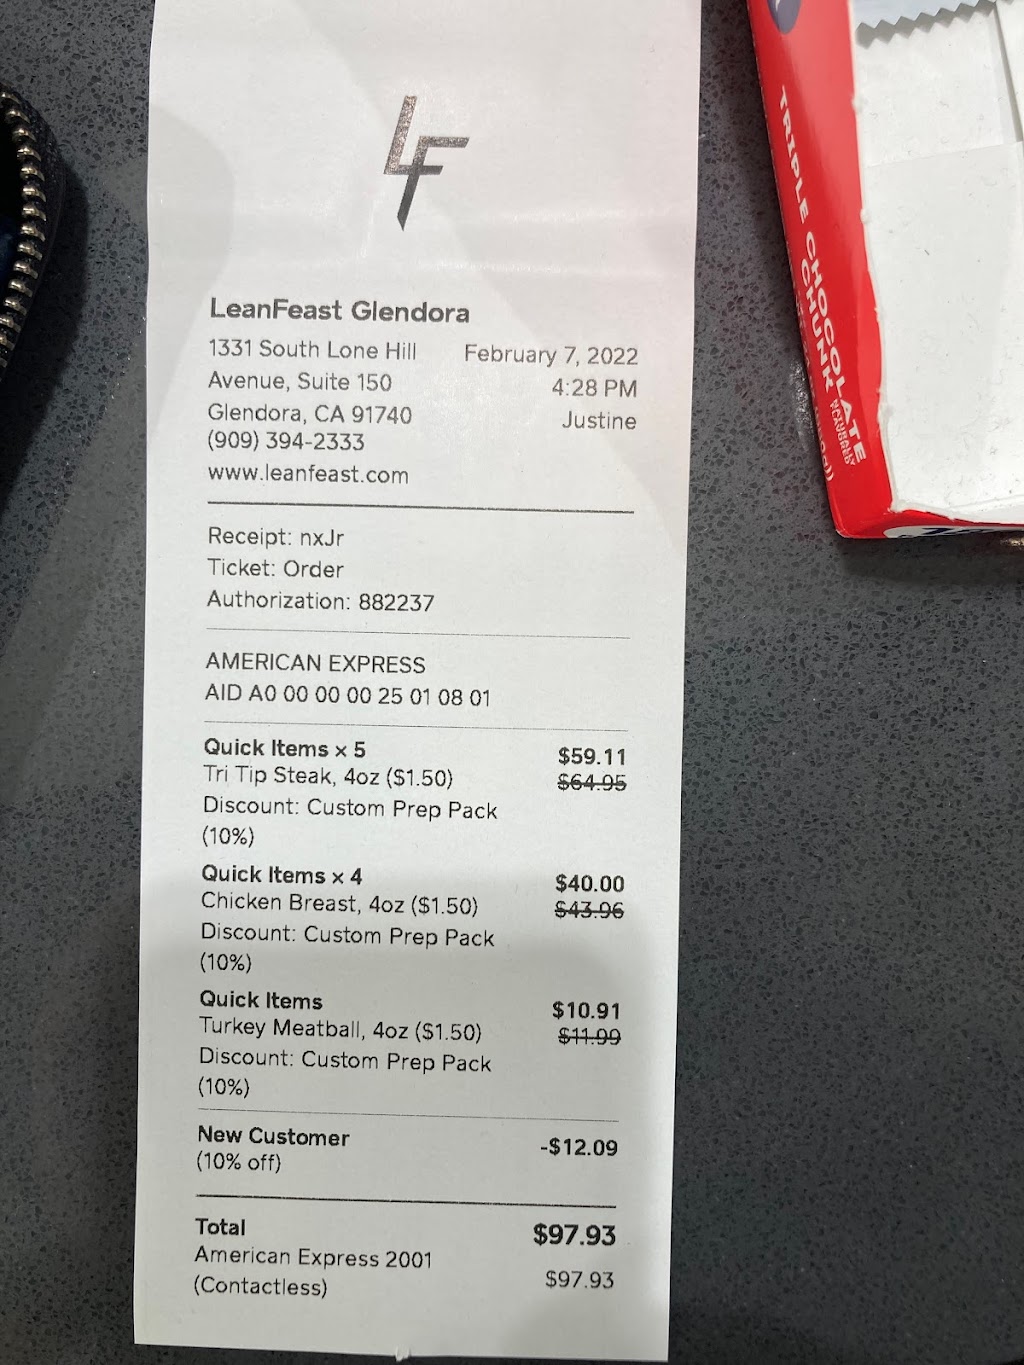 LF
LeanFeast Glendora
1331 South Lone Hill
Avenue, Suite 150
Glendora, CA 91740
(909) 394-2333
www.leanfeast.com
February 7, 2022
4:28 PM
Justine
Receipt: nxJr
Ticket: Order
Authorization: 882237
AMERICAN EXPRESS
AID A0 00 00 00 25 01 08 01
Quick Items × 5 $59.11
Tri Tip Steak, 4oz ($1.50) $64.95
Discount: Custom Prep Pack
(10%)
Quick Items × 4 $40.00
Chicken Breast, 4oz ($1.50) $43.96
Discount: Custom Prep Pack
(10%)
Quick Items $10.91
Turkey Meatball, 4oz ($1.50) $11.99
Discount: Custom Prep Pack
(10%)
New Customer -$12.09
(10% off)
Total $97.93
American Express 2001
(Contactless) $97.93
TRIPLE CHOCOLATE
CHUNK
NATURALLY
FLAVORED